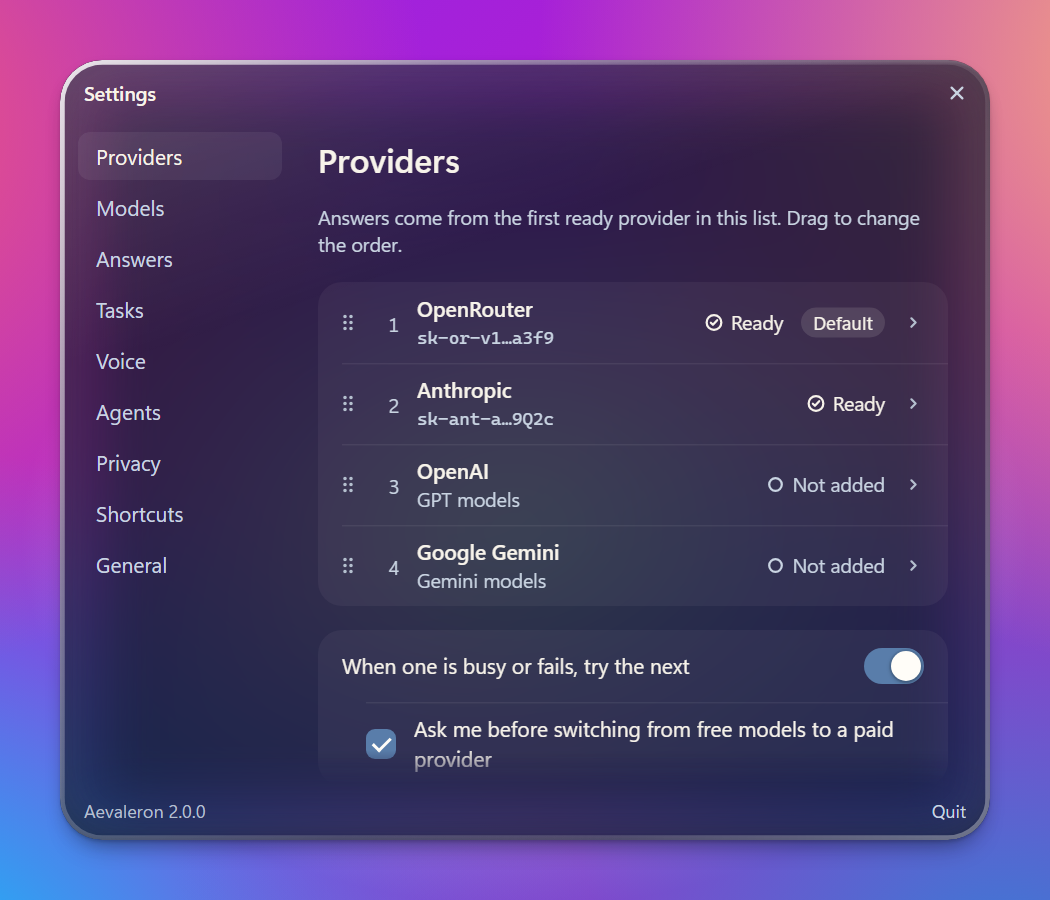 Settings
Providers
Models
Answers
Tasks
Voice
Agents
Privacy
Shortcuts
General
Providers
Answers come from the first ready provider in this list. Drag to change
the order.
1 OpenRouter Ready Default
sk-or-v1…a3f9
2 Anthropic Ready
sk-ant-a…9Q2c
3 OpenAI Not added
GPT models
4 Google Gemini Not added
Gemini models
When one is busy or fails, try the next
Ask me before switching from free models to a paid
provider
Aevaleron 2.0.0
Quit